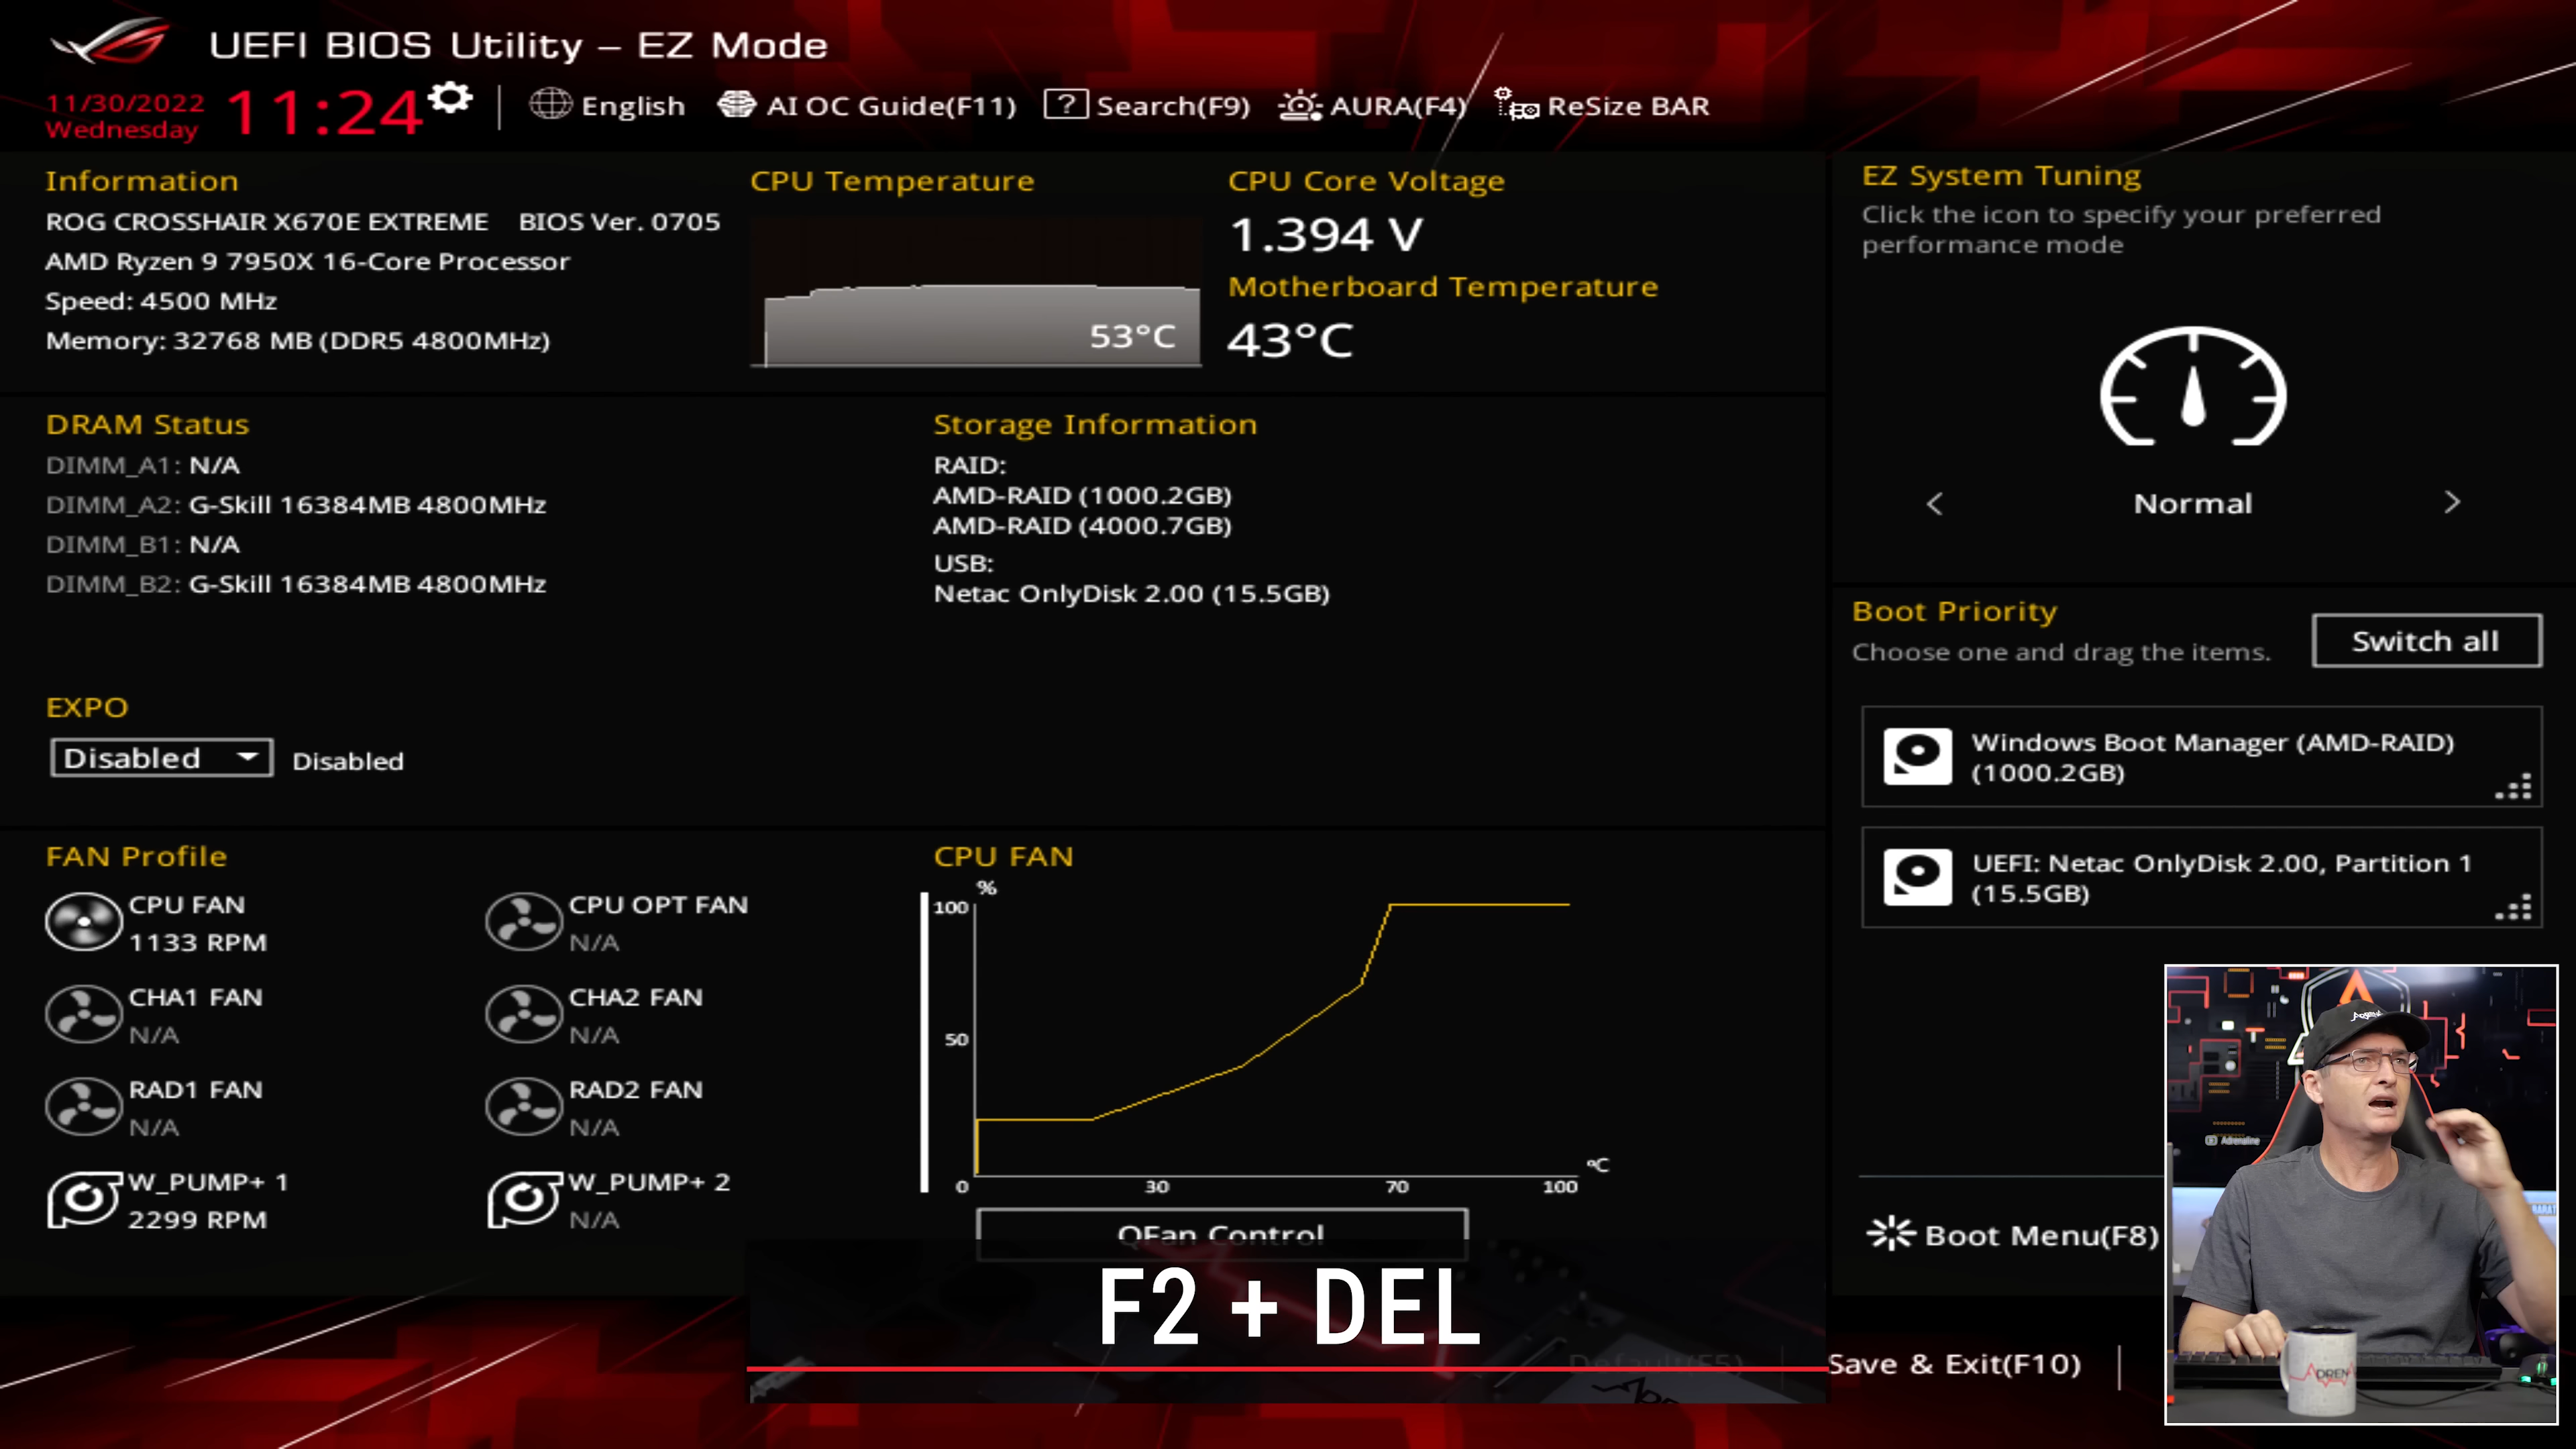 UEFI BIOS Utility – EZ Mode
11/30/2022
Wednesday
11:24
English
AI OC Guide(F11)
Search(F9)
AURA(F4)
ReSize BAR
Information
ROG CROSSHAIR X670E EXTREME BIOS Ver. 0705
AMD Ryzen 9 7950X 16-Core Processor
Speed: 4500 MHz
Memory: 32768 MB (DDR5 4800MHz)
CPU Temperature
53°C
CPU Core Voltage
1.394 V
Motherboard Temperature
43°C
EZ System Tuning
Click the icon to specify your preferred
performance mode
Normal
DRAM Status
DIMM_A1: N/A
DIMM_A2: G-Skill 16384MB 4800MHz
DIMM_B1: N/A
DIMM_B2: G-Skill 16384MB 4800MHz
Storage Information
RAID:
AMD-RAID (1000.2GB)
AMD-RAID (4000.7GB)
USB:
Netac OnlyDisk 2.00 (15.5GB)
EXPO
Disabled
Disabled
Boot Priority
Choose one and drag the items.
Switch all
Windows Boot Manager (AMD-RAID)
(1000.2GB)
UEFI: Netac OnlyDisk 2.00, Partition 1
(15.5GB)
FAN Profile
CPU FAN
1133 RPM
CPU OPT FAN
N/A
CHA1 FAN
N/A
CHA2 FAN
N/A
RAD1 FAN
N/A
RAD2 FAN
N/A
W_PUMP+ 1
2299 RPM
W_PUMP+ 2
N/A
CPU FAN
%
100
50
0
30
70
100
°C
QFan Control
Boot Menu(F8)
F2 + DEL
Default(F5)
Save & Exit(F10)
Adrenaline